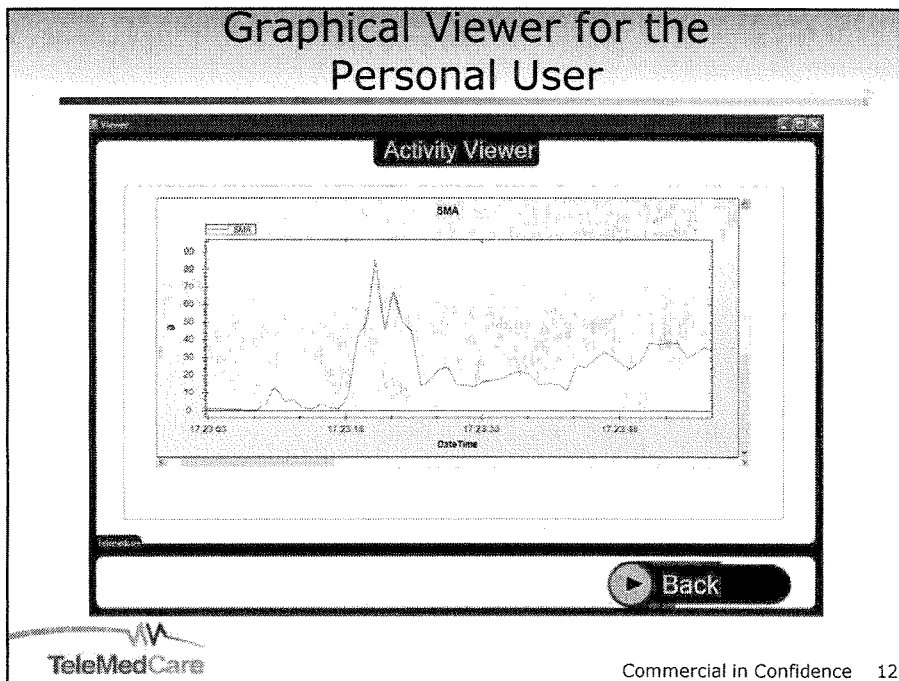 Graphical Viewer for the
Personal User
Viewer
Activity Viewer
SMA
SMA
90
80
70
60
50
40
30
20
10
0
17:23:03 17:23:18 17:23:33 17:23:48
DateTime
Back
TeleMedCare
Commercial in Confidence 12